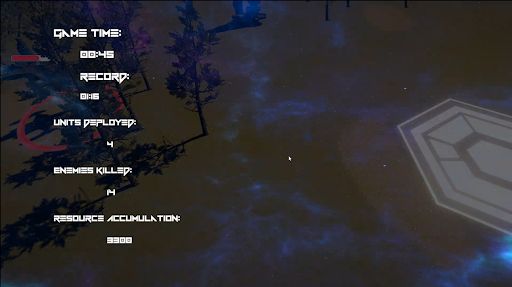 GAME TIME:
00:45
RECORD:
01:16
UNITS DEPLOYED:
4
ENEMIES KILLED:
14
RESOURCE ACCUMULATION:
3300